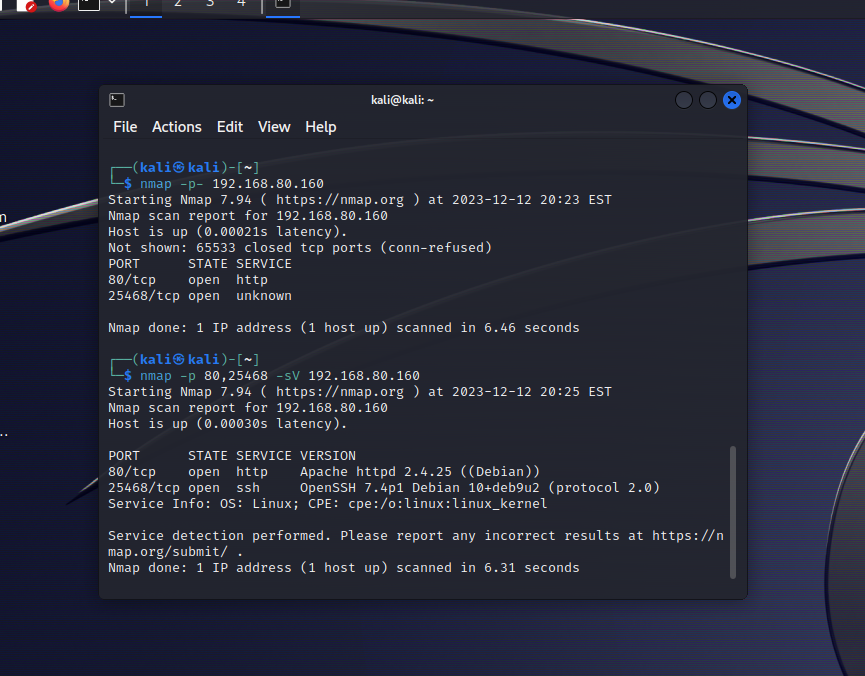 1 2 3 4
kali@kali: ~
File Actions Edit View Help
┌──(kali㉿kali)-[~]
└─$ nmap -p- 192.168.80.160
Starting Nmap 7.94 ( https://nmap.org ) at 2023-12-12 20:23 EST
Nmap scan report for 192.168.80.160
Host is up (0.00021s latency).
Not shown: 65533 closed tcp ports (conn-refused)
PORT      STATE SERVICE
80/tcp    open  http
25468/tcp open  unknown
Nmap done: 1 IP address (1 host up) scanned in 6.46 seconds
┌──(kali㉿kali)-[~]
└─$ nmap -p 80,25468 -sV 192.168.80.160
Starting Nmap 7.94 ( https://nmap.org ) at 2023-12-12 20:25 EST
Nmap scan report for 192.168.80.160
Host is up (0.00030s latency).
PORT      STATE SERVICE VERSION
80/tcp    open  http    Apache httpd 2.4.25 ((Debian))
25468/tcp open  ssh     OpenSSH 7.4p1 Debian 10+deb9u2 (protocol 2.0)
Service Info: OS: Linux; CPE: cpe:/o:linux:linux_kernel
Service detection performed. Please report any incorrect results at https://n
map.org/submit/ .
Nmap done: 1 IP address (1 host up) scanned in 6.31 seconds